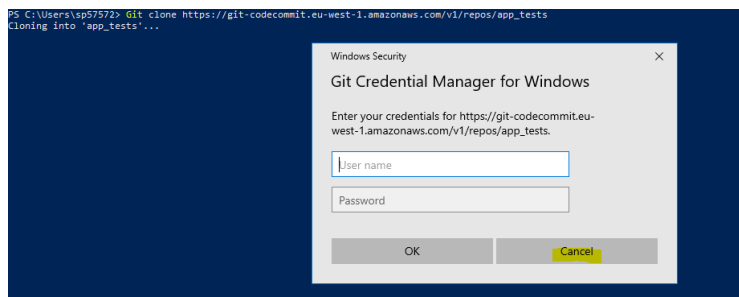 PS C:\Users\sp57572> Git clone https://git-codecommit.eu-west-1.amazonaws.com/v1/repos/app_tests
Cloning into 'app_tests'...
Windows Security
Git Credential Manager for Windows
Enter your credentials for https://git-codecommit.eu-
west-1.amazonaws.com/v1/repos/app_tests.
User name
Password
OK
Cancel